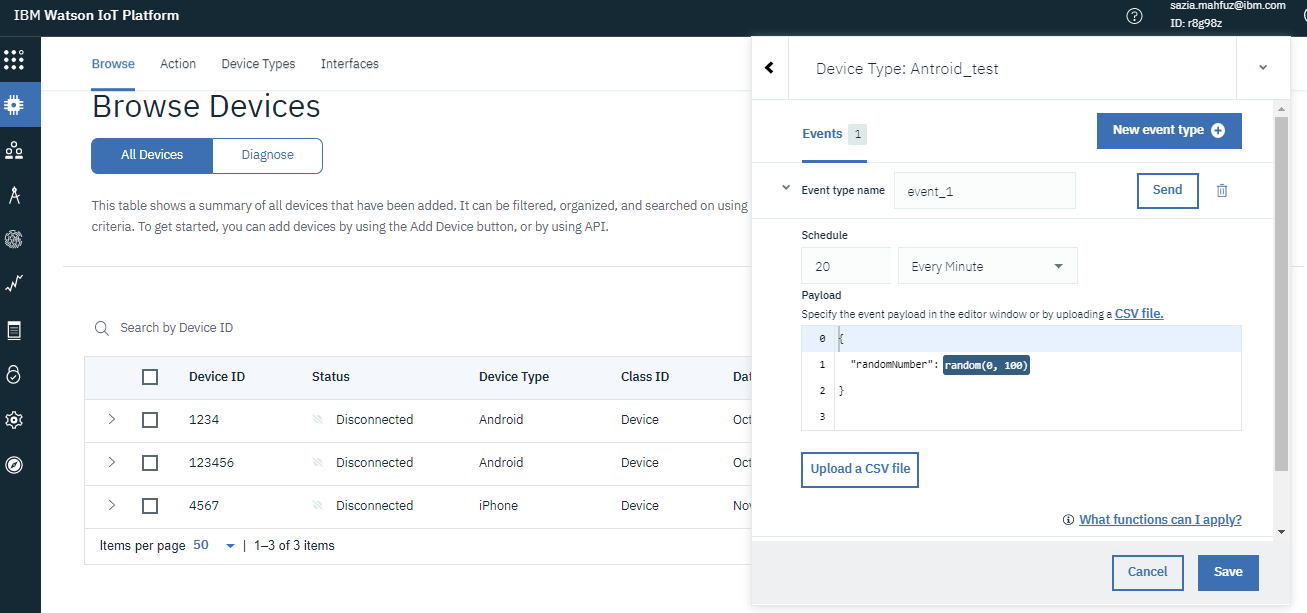 IBM Watson IoT Platform
sazia.mahfuz@ibm.com
ID: r8g98z
Browse Action Device Types Interfaces
Browse Devices
All Devices Diagnose
This table shows a summary of all devices that have been added. It can be filtered, organized, and searched on using
criteria. To get started, you can add devices by using the Add Device button, or by using API.
Search by Device ID
Device ID Status Device Type Class ID Dat
1234 Disconnected Android Device Oct
123456 Disconnected Android Device Oct
4567 Disconnected iPhone Device Nov
Items per page 50 | 1–3 of 3 items
Device Type: Antroid_test
Events 1
New event type
Event type name event_1 Send
Schedule
20 Every Minute
Payload
Specify the event payload in the editor window or by uploading a CSV file.
0 {
1 "randomNumber": random(0, 100)
2 }
3
Upload a CSV file
What functions can I apply?
Cancel Save